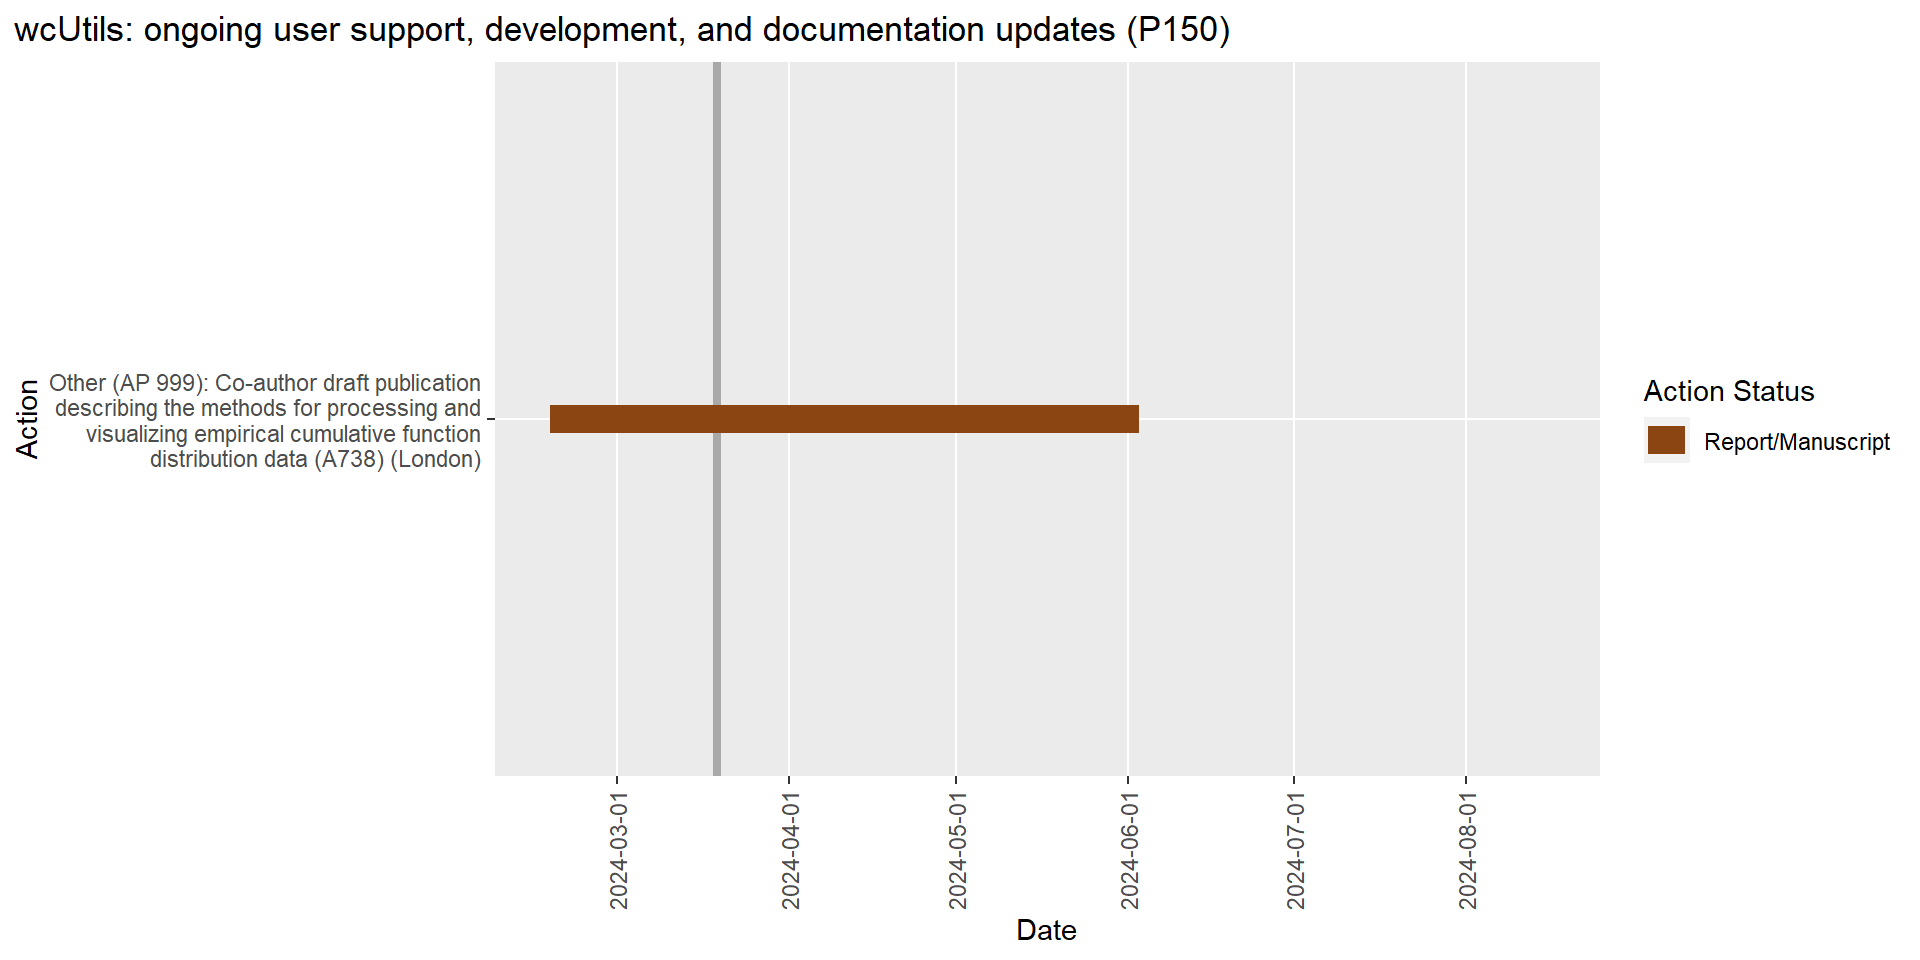 wcUtils: ongoing user support, development, and documentation updates (P150)
Action
Other (AP 999): Co-author draft publication
describing the methods for processing and
visualizing empirical cumulative function
distribution data (A738) (London)
Action Status
Report/Manuscript
2024-03-01
2024-04-01
2024-05-01
2024-06-01
2024-07-01
2024-08-01
Date